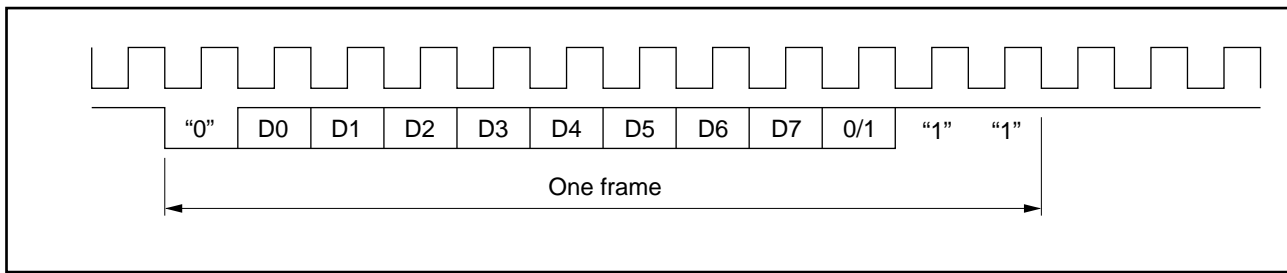 “0” D0 D1 D2 D3 D4 D5 D6 D7 0/1 “1” “1”
One frame